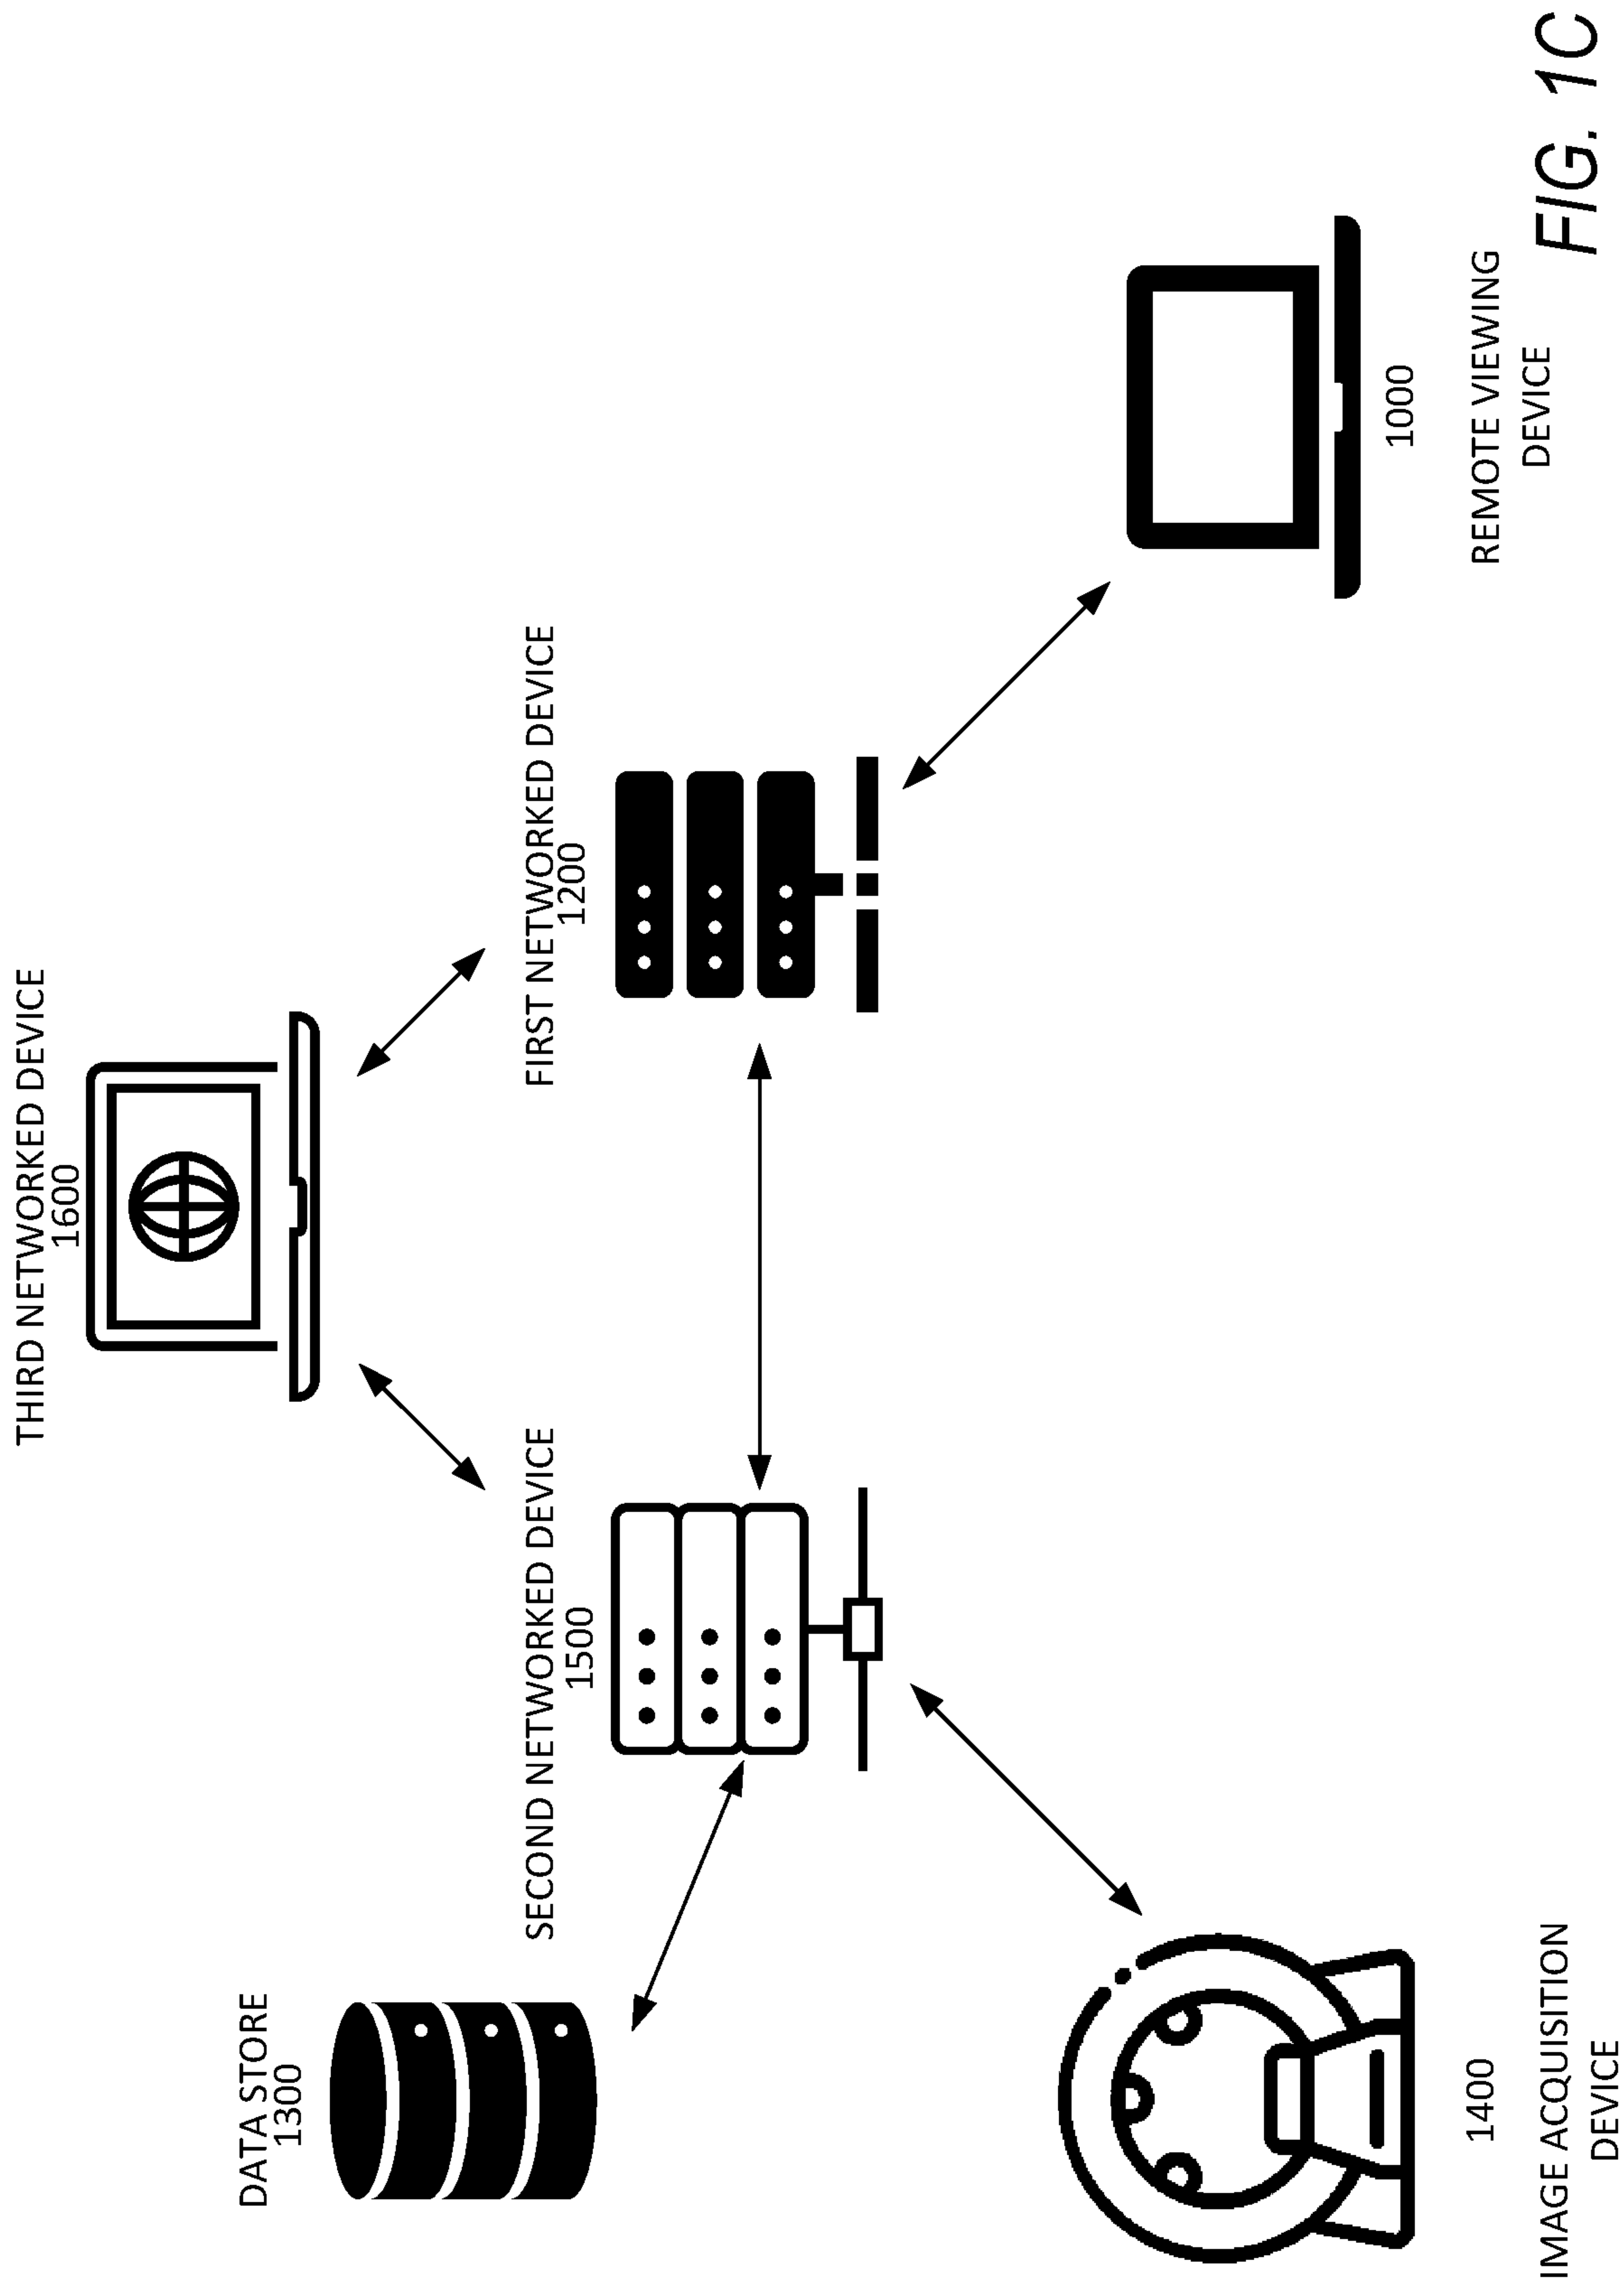 THIRD NETWORKED DEVICE
1600
DATA STORE
1300
SECOND NETWORKED DEVICE
1500
FIRST NETWORKED DEVICE
1200
1400
IMAGE ACQUISITION
DEVICE
1000
REMOTE VIEWING
DEVICE
FIG. 1C